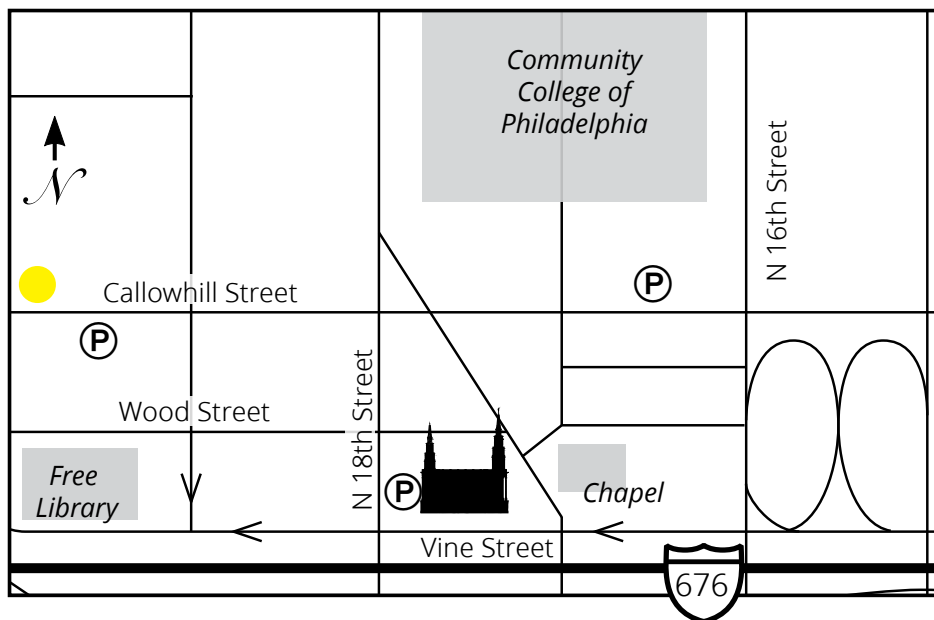 Community
College of
Philadelphia
N
N 16th Street
P
Callowhill Street
P
N 18th Street
Wood Street
Free
Library
P
Chapel
Vine Street
676